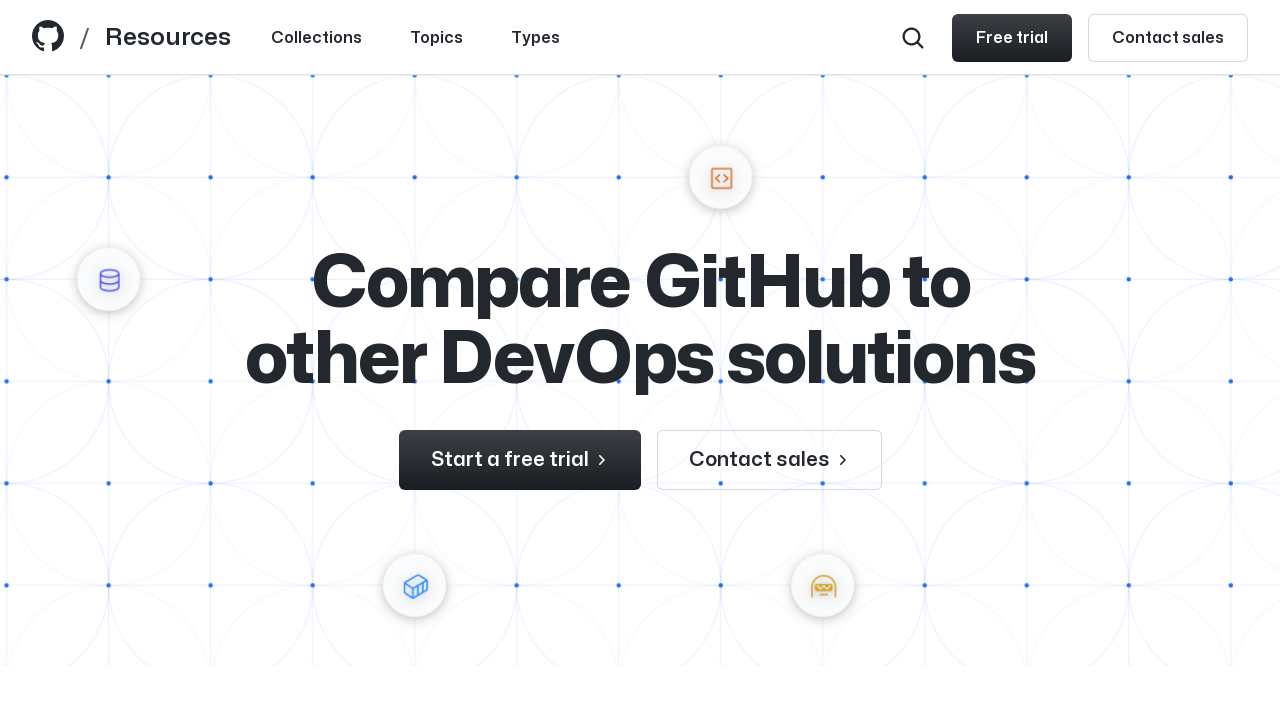 / Resources Collections Topics Types Free trial Contact sales
Compare GitHub to
other DevOps solutions
Start a free trial Contact sales